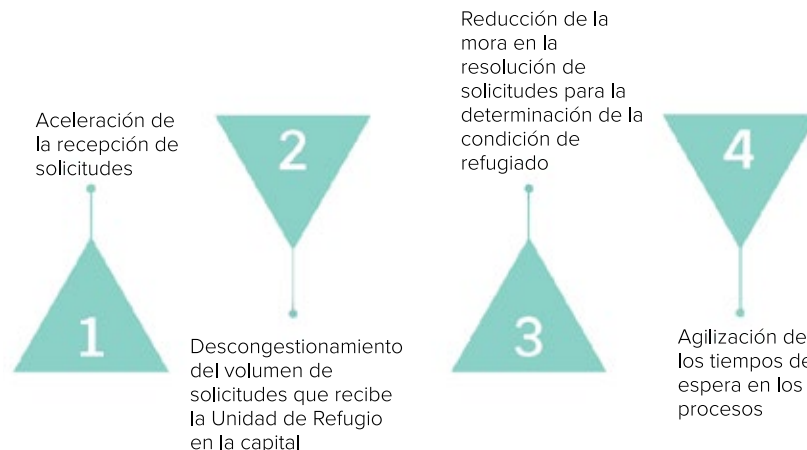 Aceleración de
la recepción de
solicitudes
1
2
Descongestionamiento
del volumen de
solicitudes que recibe
la Unidad de Refugio
en la capital
Reducción de la
mora en la
resolución de
solicitudes para la
determinación de la
condición de
refugiado
3
4
Agilización de
los tiempos de
espera en los
procesos